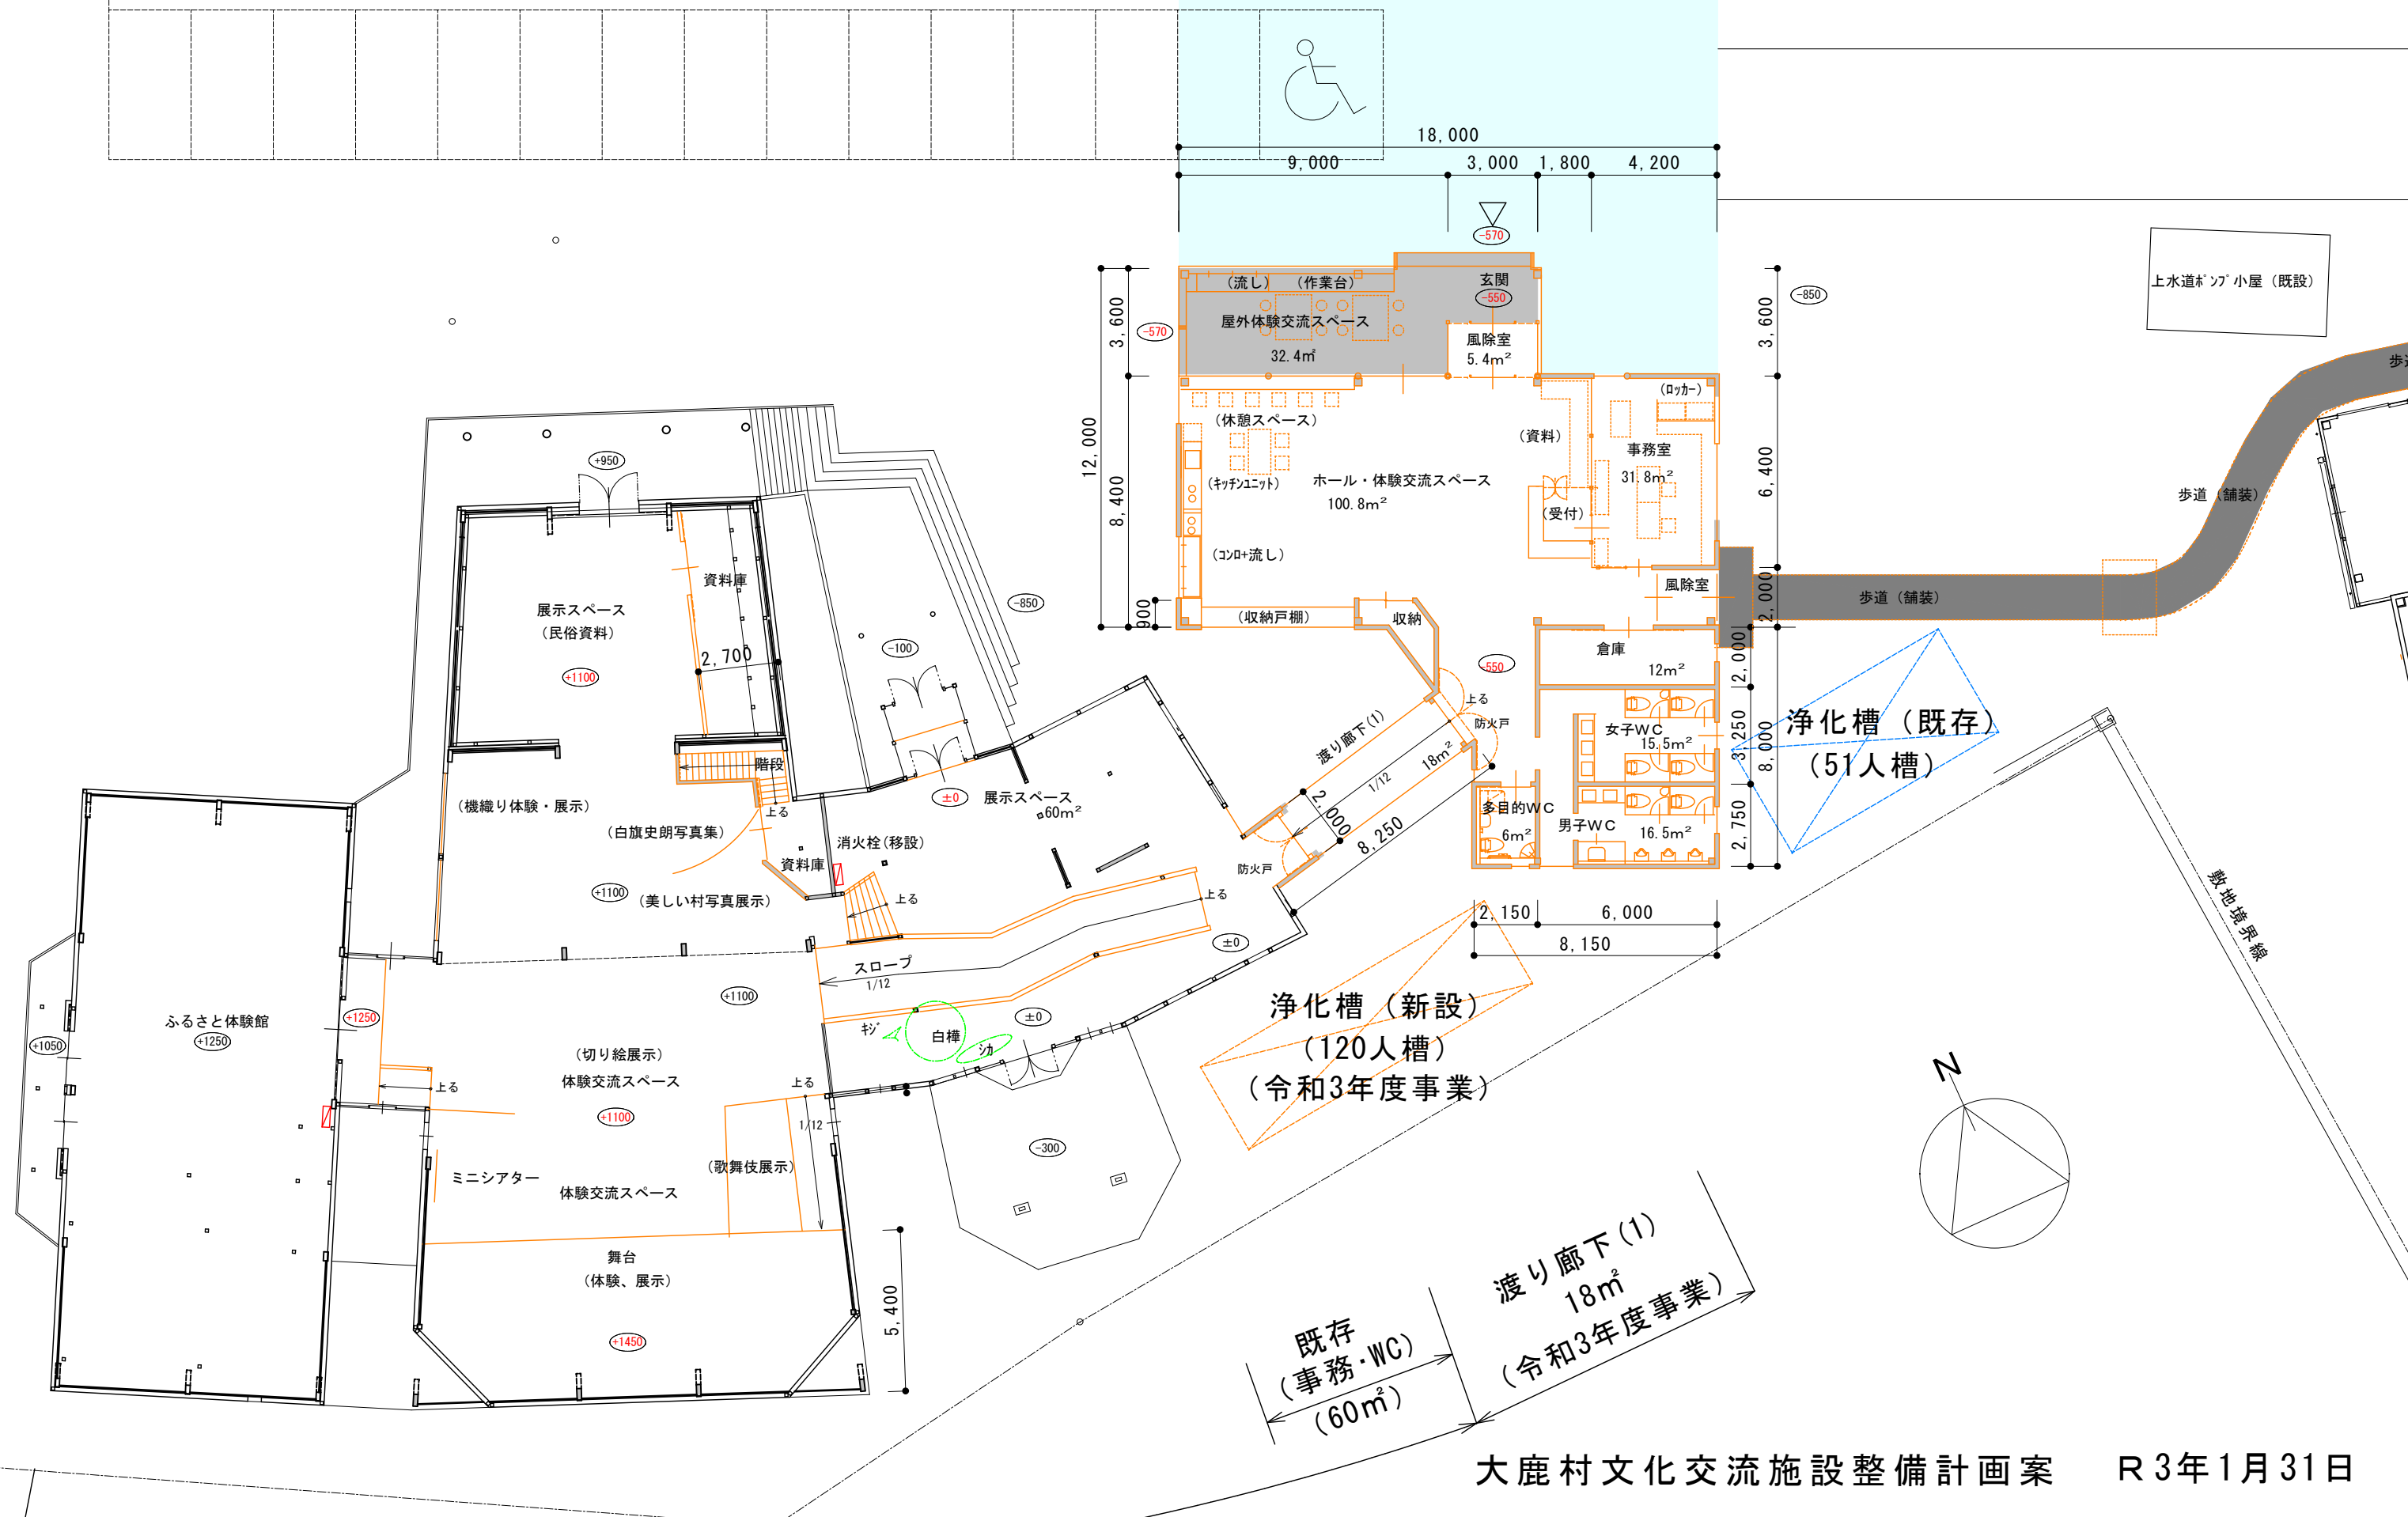 18,000
9,000 3,000 1,800 4,200
-570
(流し) (作業台) 玄関
-550
屋外体験交流スペース
32.4㎡
風除室
5.4m²
-570
3,600
12,000
8,400
900
(休憩スペース)
(ｷｯﾁﾝﾕﾆｯﾄ)
ホール・体験交流スペース
100.8m²
(ｺﾝﾛ+流し)
(収納戸棚)
収納
(資料)
(受付)
(ﾛｯｶｰ)
事務室
31.8m²
風除室
倉庫
12m²
-550
女子WC
15.5m²
多目的WC
6m²
男子WC
16.5m²
3,600
6,400
2,000
2,000
3,250
8,000
2,750
-850
上水道ﾎﾟﾝﾌﾟ小屋(既設)
歩道
歩道(舗装)
歩道(舗装)
浄化槽(既存)
(51人槽)
敷地境界線
上る
防火戸
渡り廊下(1)
18m²
1/12
2,000
8,250
防火戸
2,150 6,000
8,150
浄化槽(新設)
(120人槽)
(令和3年度事業)
N
+950
展示スペース
(民俗資料)
+1100
資料庫
2,700
-850
-100
階段
上る
(機織り体験・展示)
(白旗史朗写真集)
資料庫
消火栓(移設)
±0
展示スペース
60m²
+1100
(美しい村写真展示)
上る
上る
±0
スロープ
1/12
+1100
ｷｼﾞ
白樺
ｼｶ
±0
ふるさと体験館
+1250
+1250
+1050
(切り絵展示)
体験交流スペース
+1100
上る
上る
1/12
(歌舞伎展示)
ミニシアター
体験交流スペース
-300
舞台
(体験、展示)
+1450
5,400
既存
(事務・WC)
(60㎡)
渡り廊下(1)
18㎡
(令和3年度事業)
大鹿村文化交流施設整備計画案 R3年1月31日